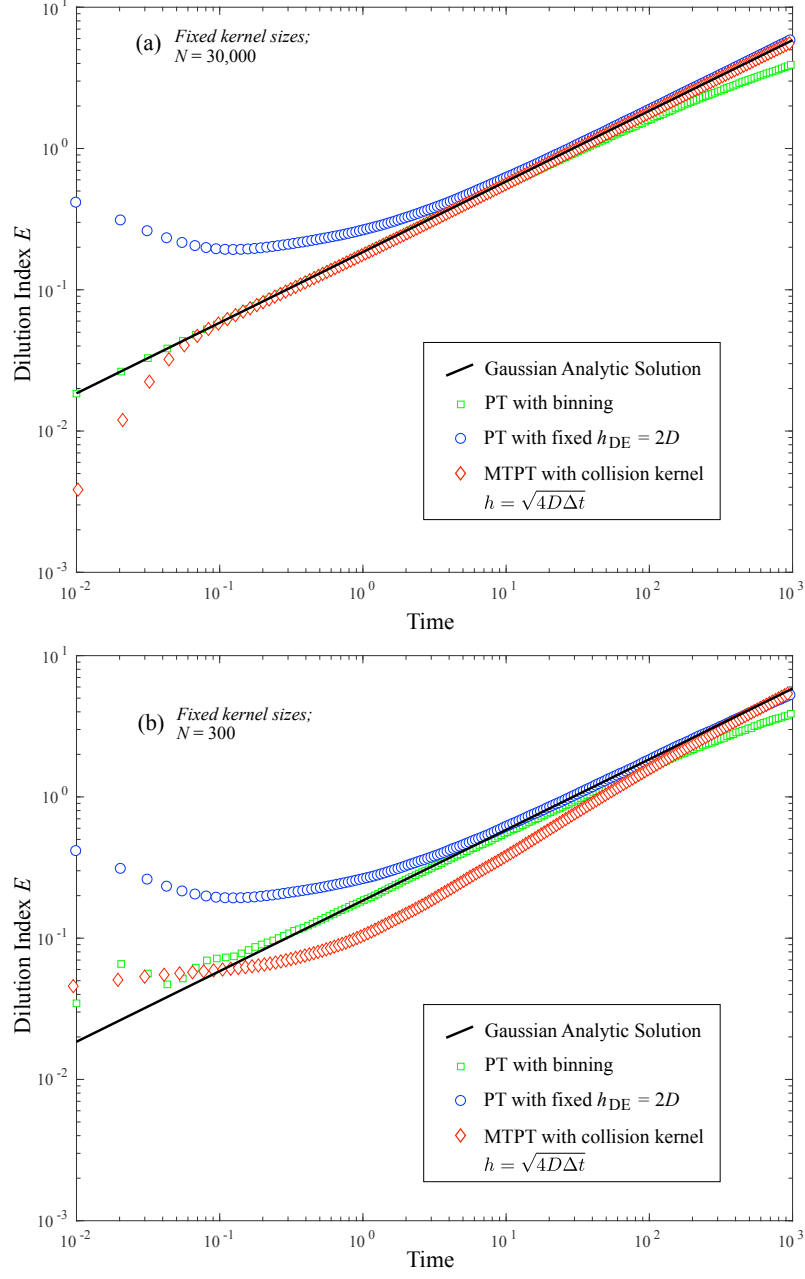 (a) Fixed kernel sizes;
N = 30,000
10^1
10^0
10^-1
10^-2
10^-3
Dilution Index E
Gaussian Analytic Solution
PT with binning
PT with fixed h_DE = 2D
MTPT with collision kernel
h = √4DΔt
10^-2 10^-1 10^0 10^1 10^2 10^3
Time
(b) Fixed kernel sizes;
N = 300
10^1
10^0
10^-1
10^-2
10^-3
Dilution Index E
Gaussian Analytic Solution
PT with binning
PT with fixed h_DE = 2D
MTPT with collision kernel
h = √4DΔt
10^-2 10^-1 10^0 10^1 10^2 10^3
Time